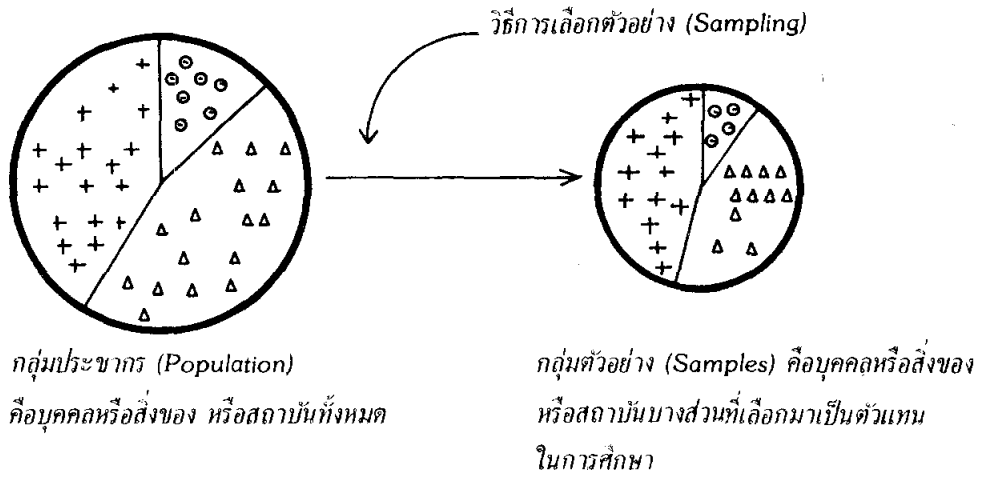 วิธีการเลือกตัวอย่าง (Sampling)
กลุ่มประชากร (Population)
คือบุคคลหรือสิ่งของ หรือสถาบันทั้งหมด
กลุ่มตัวอย่าง (Samples) คือบุคคลหรือสิ่งของ
หรือสถาบันบางส่วนที่เลือกมาเป็นตัวแทน
ในการศึกษา